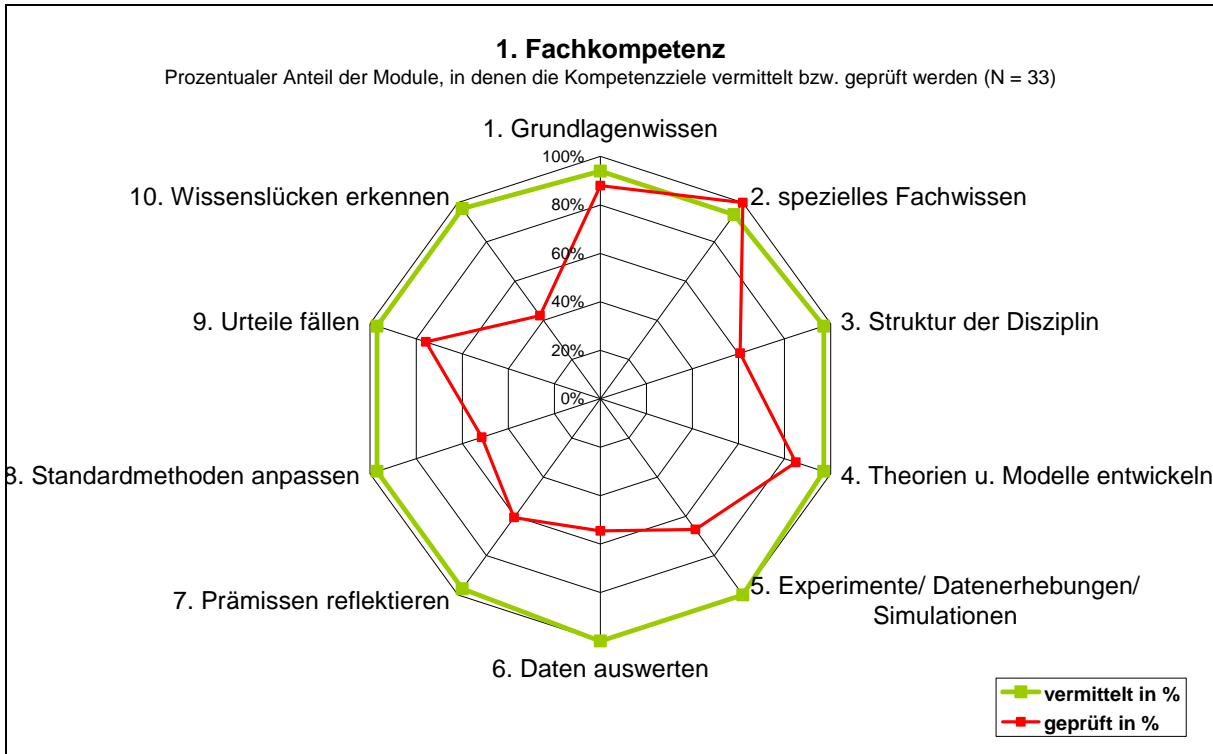 1. Fachkompetenz
Prozentualer Anteil der Module, in denen die Kompetenzziele vermittelt bzw. geprüft werden (N = 33)
1. Grundlagenwissen
100%
10. Wissenslücken erkennen
2. spezielles Fachwissen
80%
60%
9. Urteile fällen
3. Struktur der Disziplin
40%
20%
0%
8. Standardmethoden anpassen
4. Theorien u. Modelle entwickeln
7. Prämissen reflektieren
5. Experimente/ Datenerhebungen/
Simulationen
6. Daten auswerten
vermittelt in %
geprüft in %